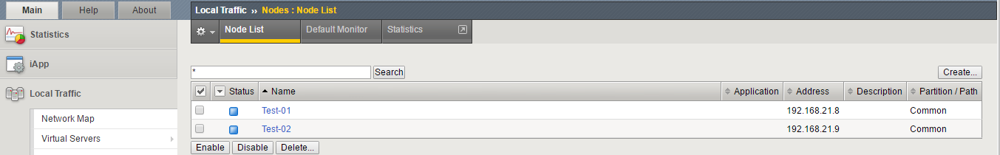 Main Help About
Local Traffic ›› Nodes : Node List
Statistics
Node List Default Monitor Statistics
iApp
* Search Create...
Local Traffic
Status Name Application Address Description Partition / Path
Test-01 192.168.21.8 Common
Network Map
Test-02 192.168.21.9 Common
Virtual Servers
Enable Disable Delete...